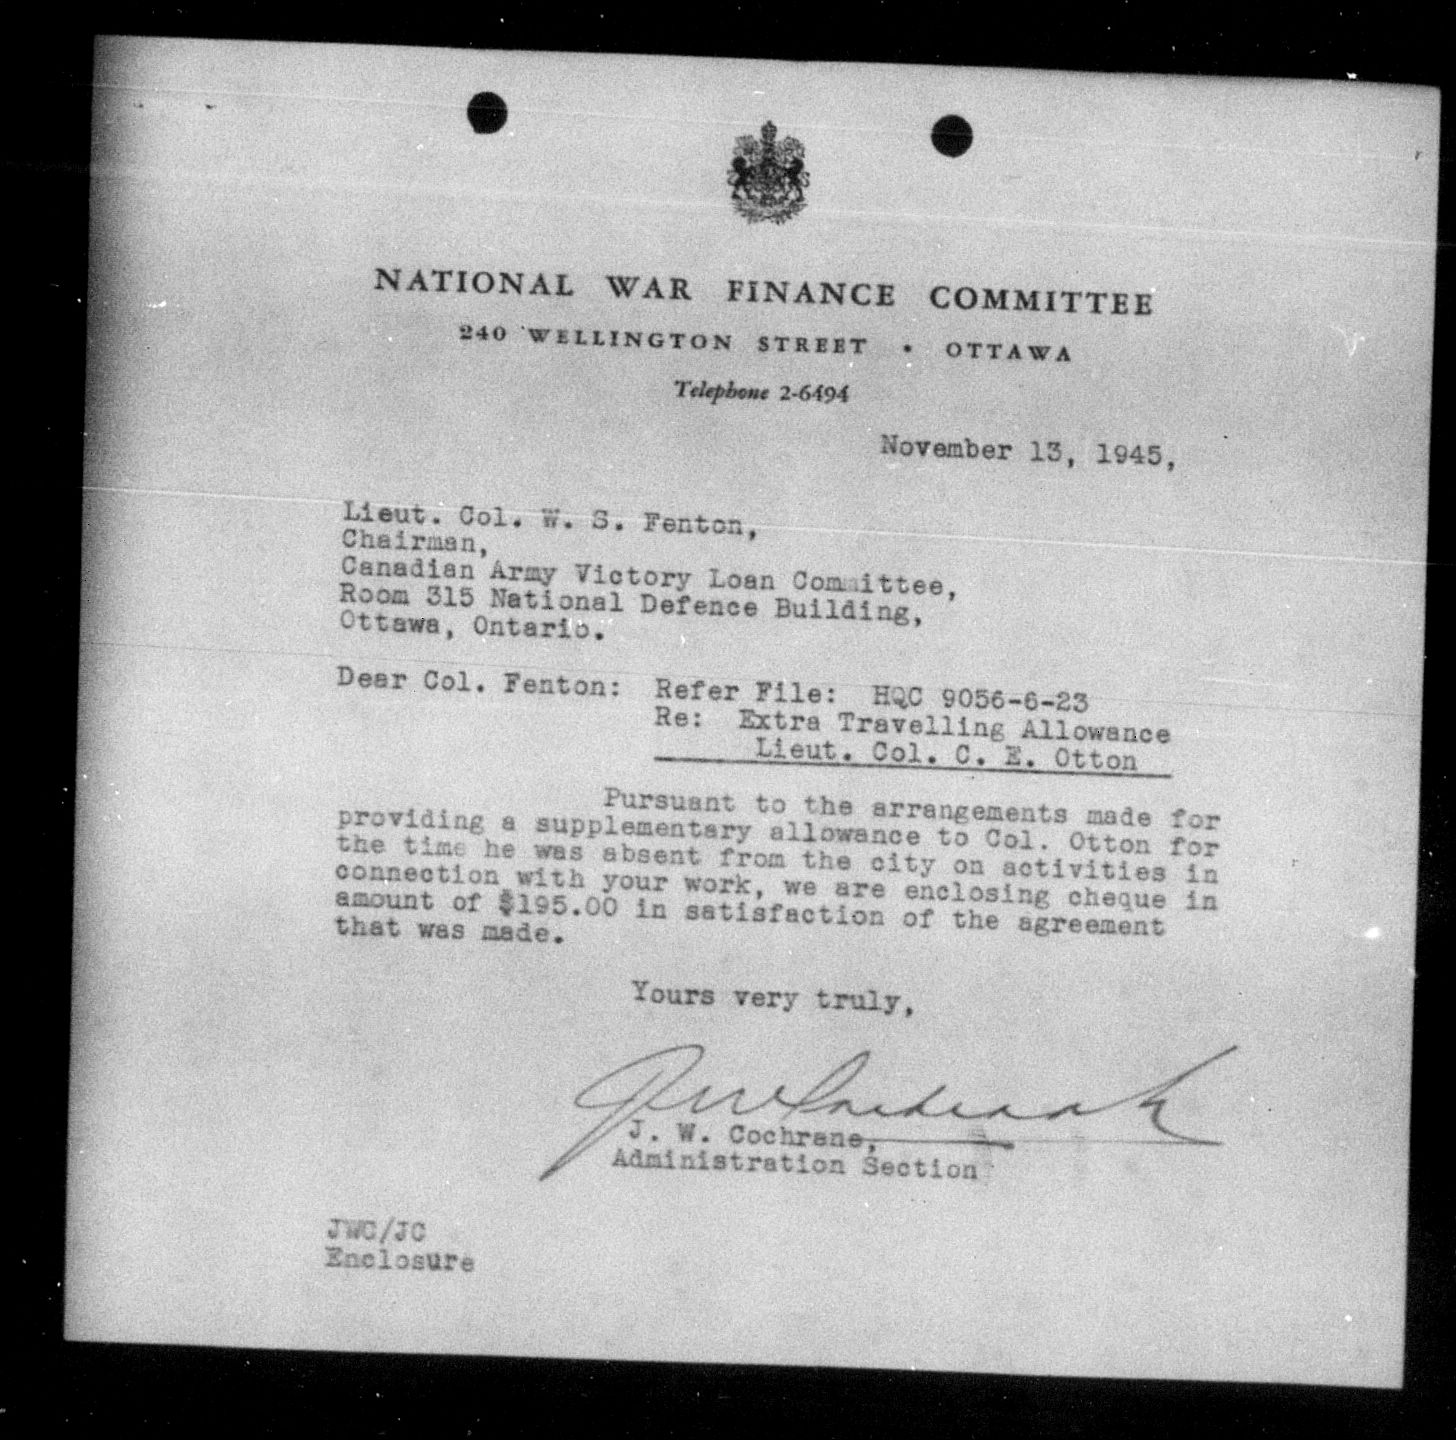 NATIONAL WAR FINANCE COMMITTEE
240 WELLINGTON STREET • OTTAWA
Telephone 2-6494
November 13, 1945,
Lieut. Col. W. S. Fenton,
Chairman,
Canadian Army Victory Loan Committee,
Room 315 National Defence Building,
Ottawa, Ontario.
Dear Col. Fenton: Refer File: HQC 9056-6-23
Re: Extra Travelling Allowance
Lieut. Col. C. E. Otton
Pursuant to the arrangements made for
providing a supplementary allowance to Col. Otton for
the time he was absent from the city on activities in
connection with your work, we are enclosing cheque in
amount of $195.00 in satisfaction of the agreement
that was made.
Yours very truly,
JW Cochrane
J. W. Cochrane,
Administration Section
JWC/JC
Enclosure